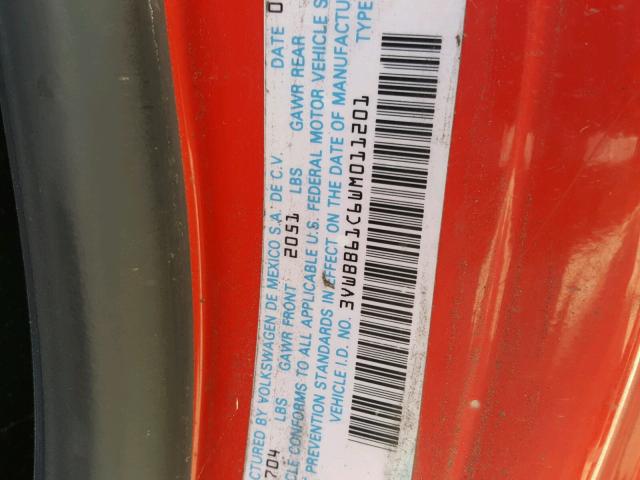 CTURED BY VOLKSWAGEN DE MEXICO S.A. DE C.V. DATE 0
704 LBS GAWR FRONT 2051 LBS GAWR REAR
CLE CONFORMS TO ALL APPLICABLE U.S. FEDERAL MOTOR VEHICLE S
PREVENTION STANDARDS IN EFFECT ON THE DATE OF MANUFACTU
VEHICLE I.D. NO. 3VWBB61C6WM011201 TYPE